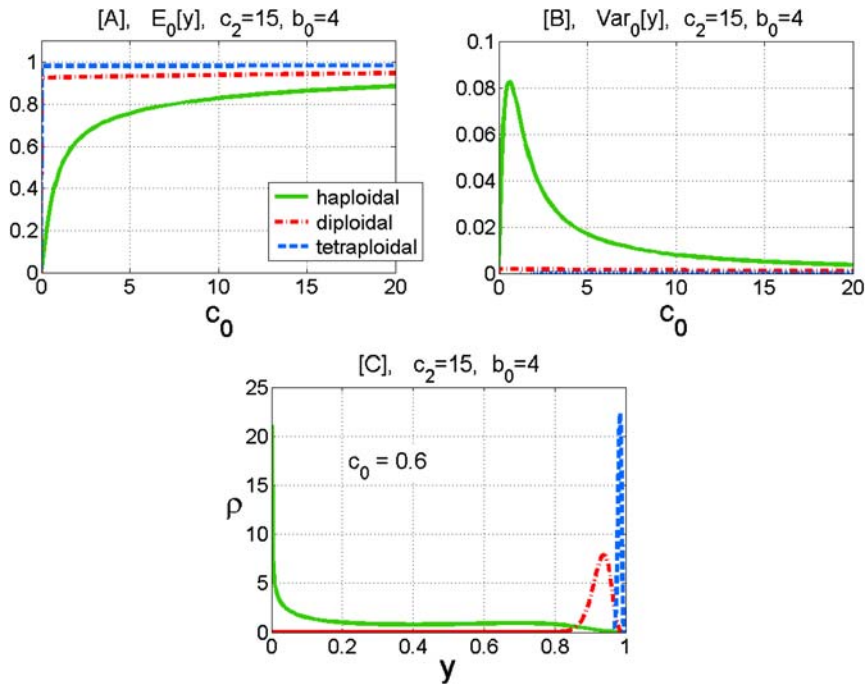 [A], E₀[y], c₂=15, b₀=4
1
0.8
0.6
0.4
0.2
0
0 5 10 15 20
c₀
haploidal
diploidal
tetraploidal
[B], Var₀[y], c₂=15, b₀=4
0.1
0.08
0.06
0.04
0.02
0
0 5 10 15 20
c₀
[C], c₂=15, b₀=4
25
20
15
10
5
0
ρ
c₀ = 0.6
0 0.2 0.4 0.6 0.8 1
y